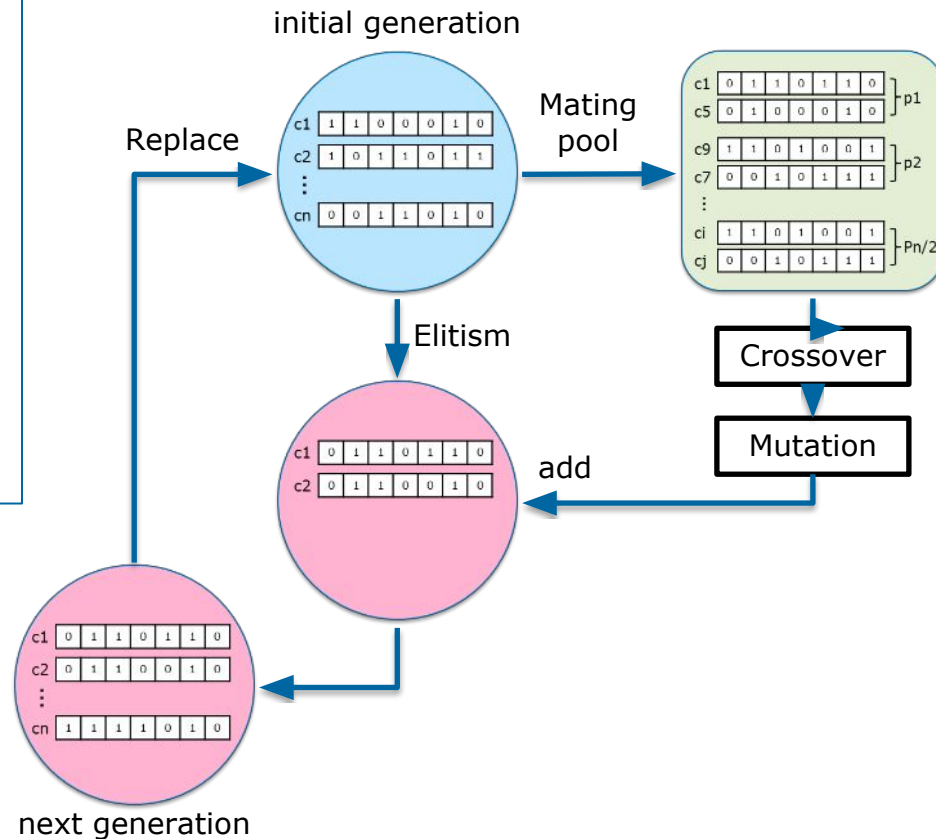 initial generation
c1 1 1 0 0 0 1 0
c2 1 0 1 1 0 1 1
⋮
cn 0 0 1 1 0 1 0
Replace
Mating
pool
c1 0 1 1 0 1 1 0
c5 0 1 0 0 0 1 0
p1
c9 1 1 0 1 0 0 1
c7 0 0 1 0 1 1 1
p2
⋮
ci 1 1 0 1 0 0 1
cj 0 0 1 0 1 1 1
Pn/2
Elitism
Crossover
Mutation
add
c1 0 1 1 0 1 1 0
c2 0 1 1 0 0 1 0
c1 0 1 1 0 1 1 0
c2 0 1 1 0 0 1 0
⋮
cn 1 1 1 1 0 1 0
next generation